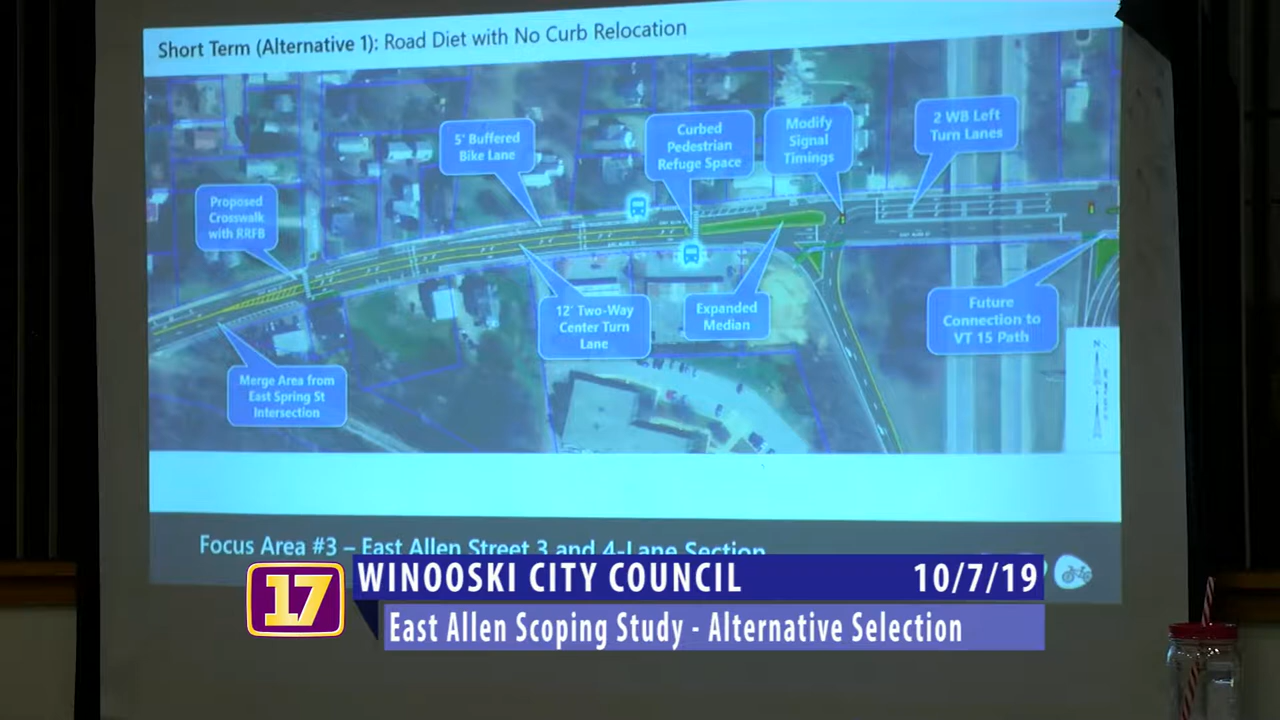 Short Term (Alternative 1): Road Diet with No Curb Relocation
5' Buffered
Bike Lane
Curbed
Pedestrian
Refuge Space
Modify
Signal
Timings
2 WB Left
Turn Lanes
Proposed
Crosswalk
with RRFB
12' Two-Way
Center Turn
Lane
Expanded
Median
Future
Connection to
VT 15 Path
Merge Area from
East Spring St
Intersection
N
Focus Area #3 – East Allen Street 3 and 4-Lane Section
17
WINOOSKI CITY COUNCIL
10/7/19
East Allen Scoping Study - Alternative Selection